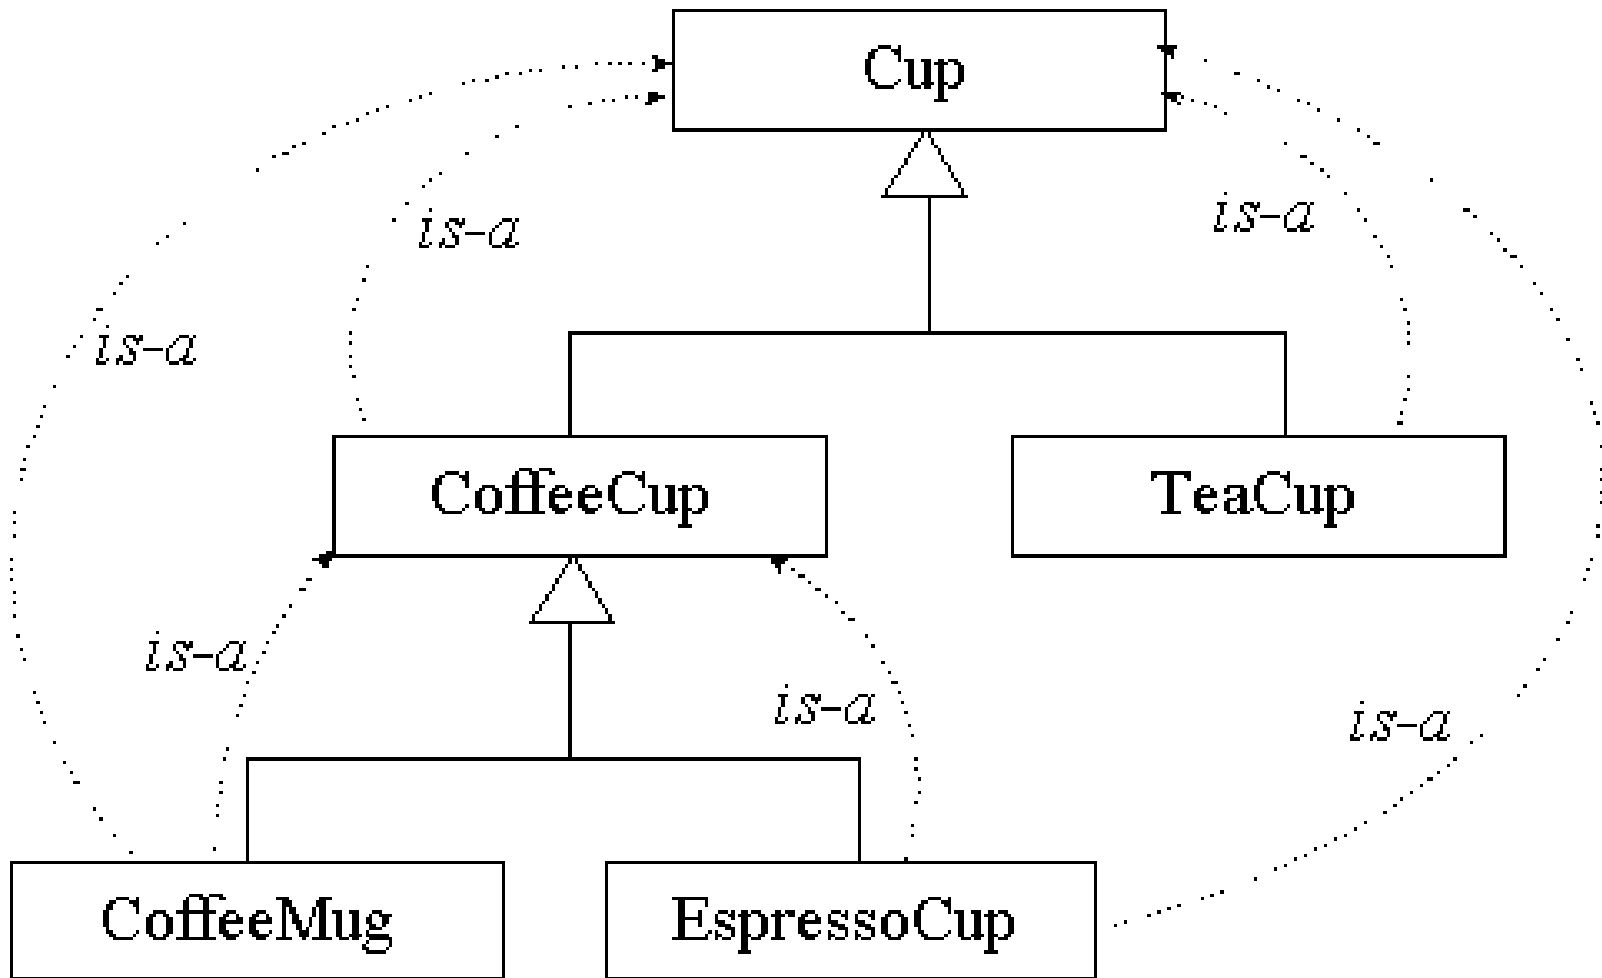 Cup
is-a
is-a
is-a
CoffeeCup
TeaCup
is-a
is-a
is-a
CoffeeMug
EspressoCup